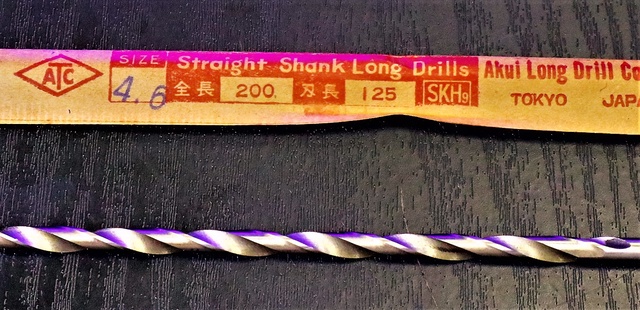 ATC
SIZE
4.6
Straight Shank Long Drills
全長 200. 刃長 125 SKH9
Akui Long Drill Co
TOKYO JAPA